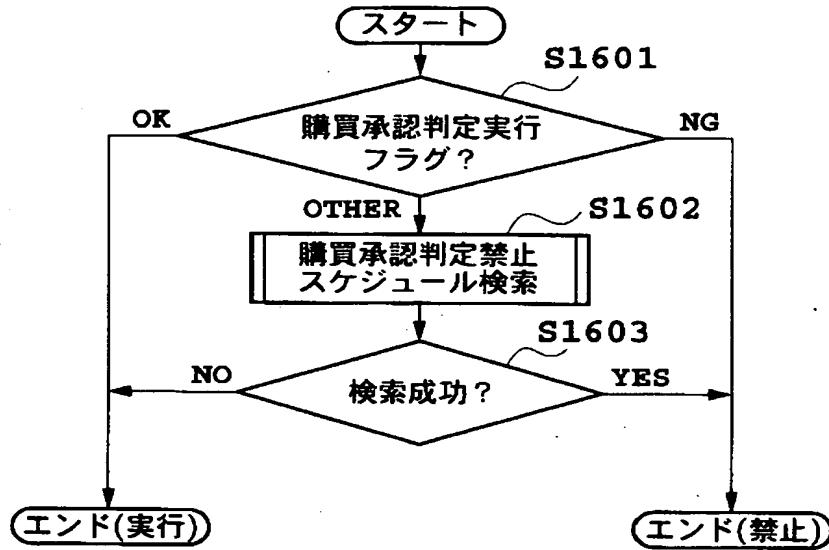 スタート
S1601
OK
購買承認判定実行
フラグ?
NG
OTHER
S1602
購買承認判定禁止
スケジュール検索
S1603
NO
検索成功?
YES
エンド(実行)
エンド(禁止)